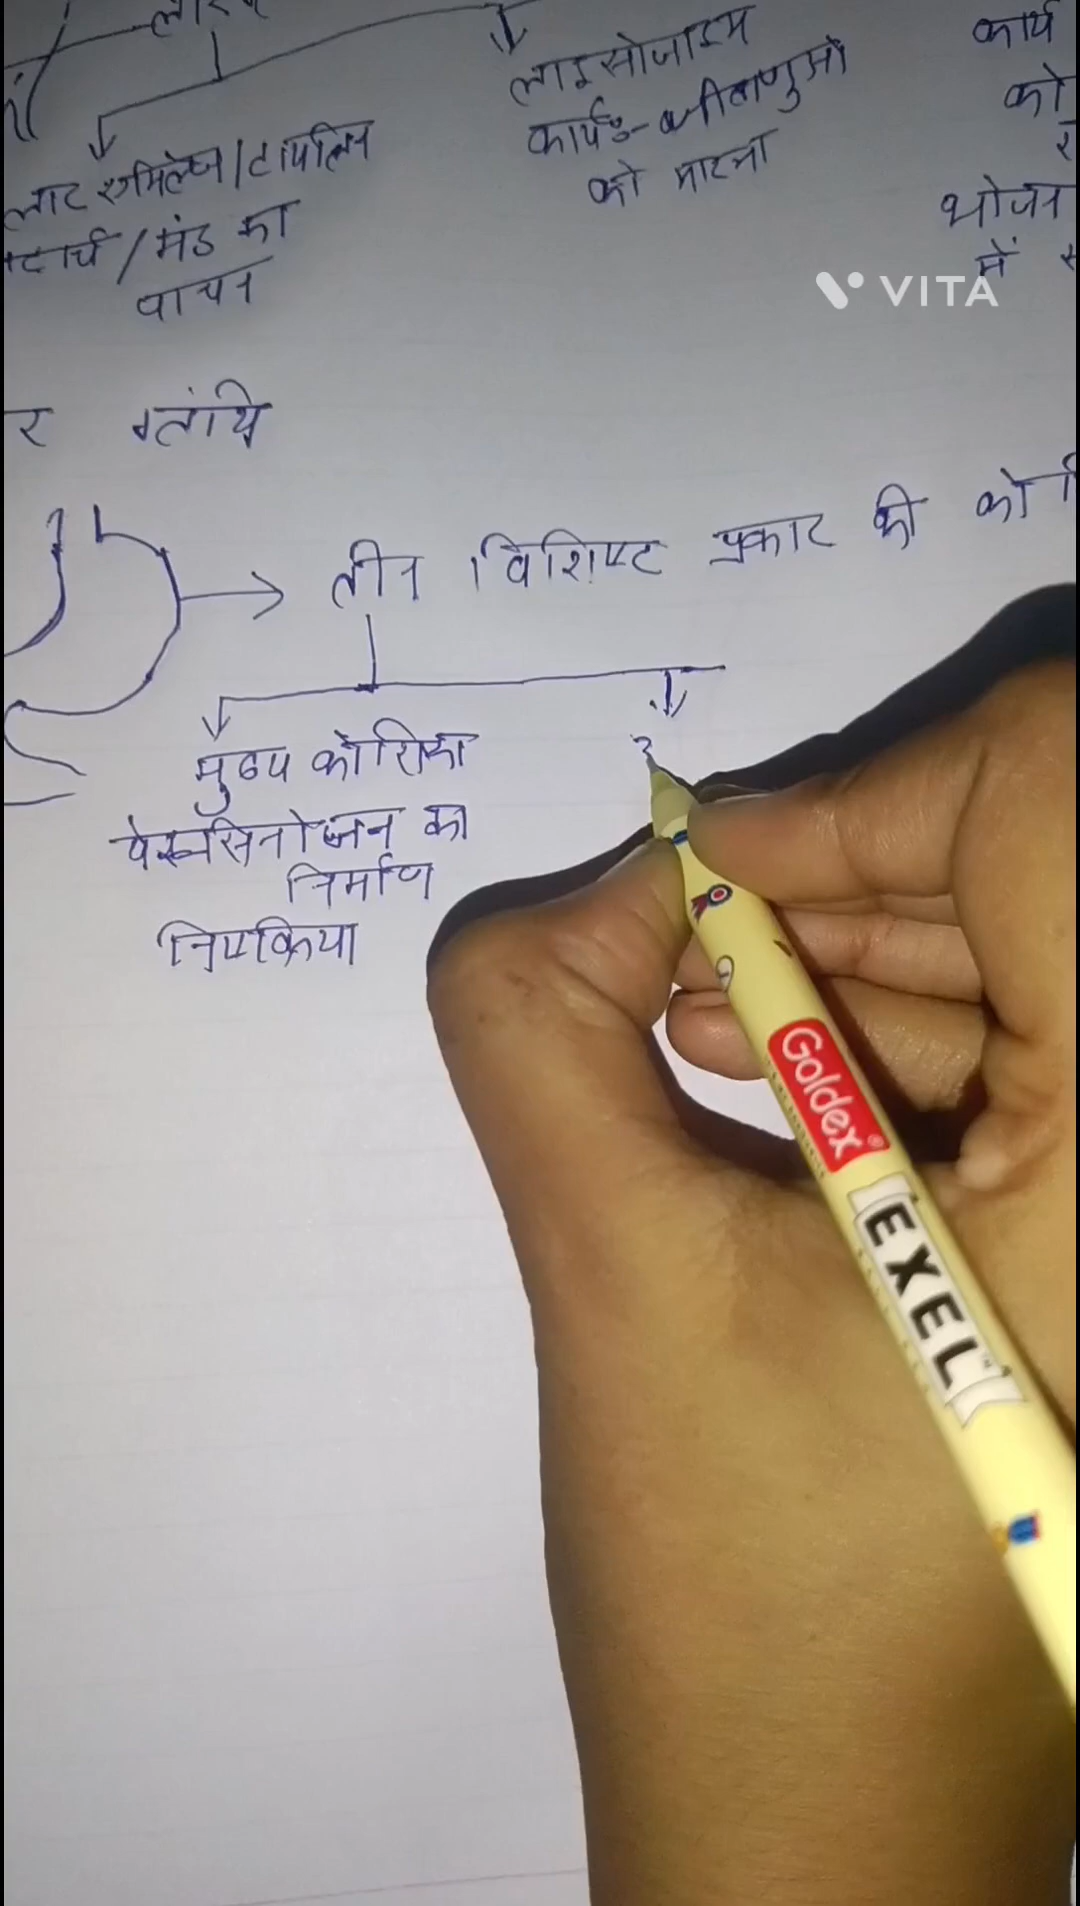 लार
लाइसोजाइम
कार्य
कार्य:- जीवाणुओं
को
को मारना
लार एमिलेज/टायलिन
स्टार्च/मंड का
भोजन
में
पाचन
VITA
र ग्लांथि
तीन विशिष्ट प्रकार की
मुख्य कोशिका
पेप्सिनोजन का
निर्माण
निष्क्रिया
Goldex
EXEL